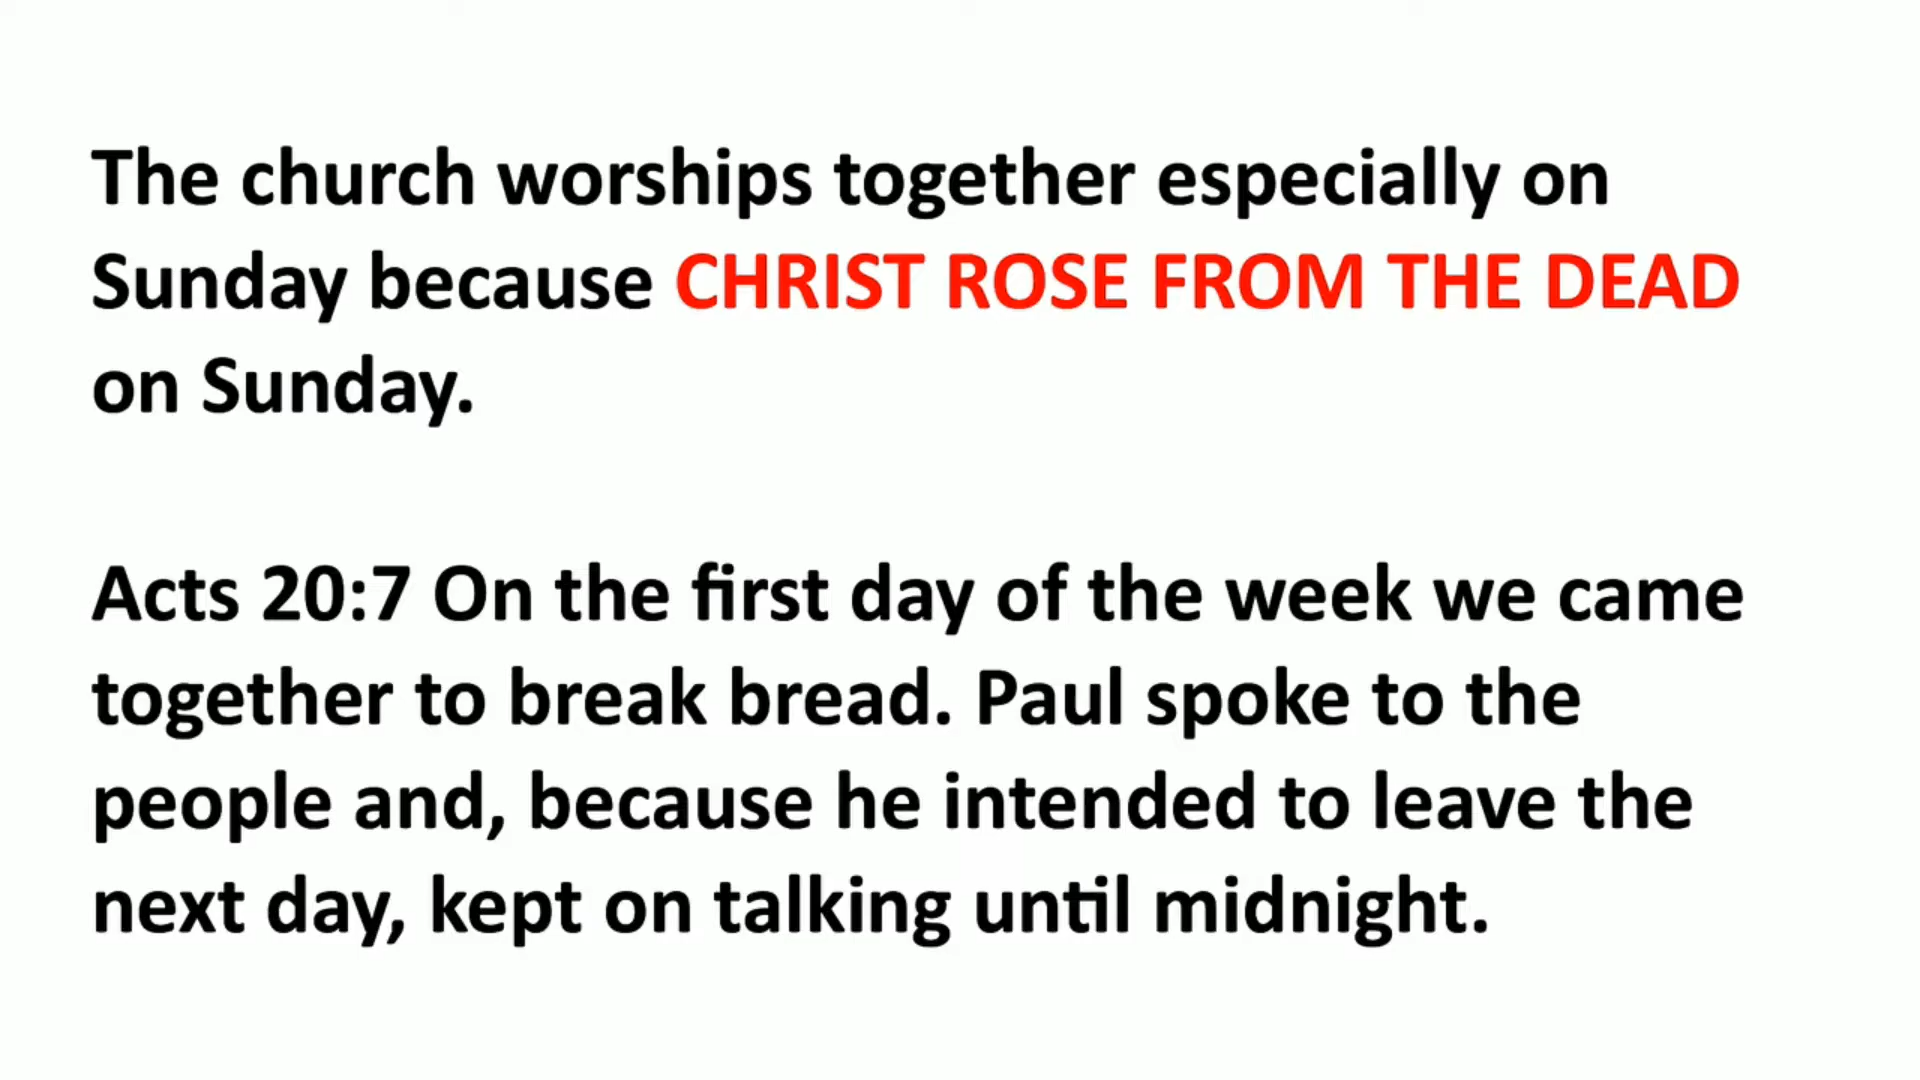 The church worships together especially on
Sunday because CHRIST ROSE FROM THE DEAD
on Sunday.
Acts 20:7 On the first day of the week we came
together to break bread. Paul spoke to the
people and, because he intended to leave the
next day, kept on talking until midnight.